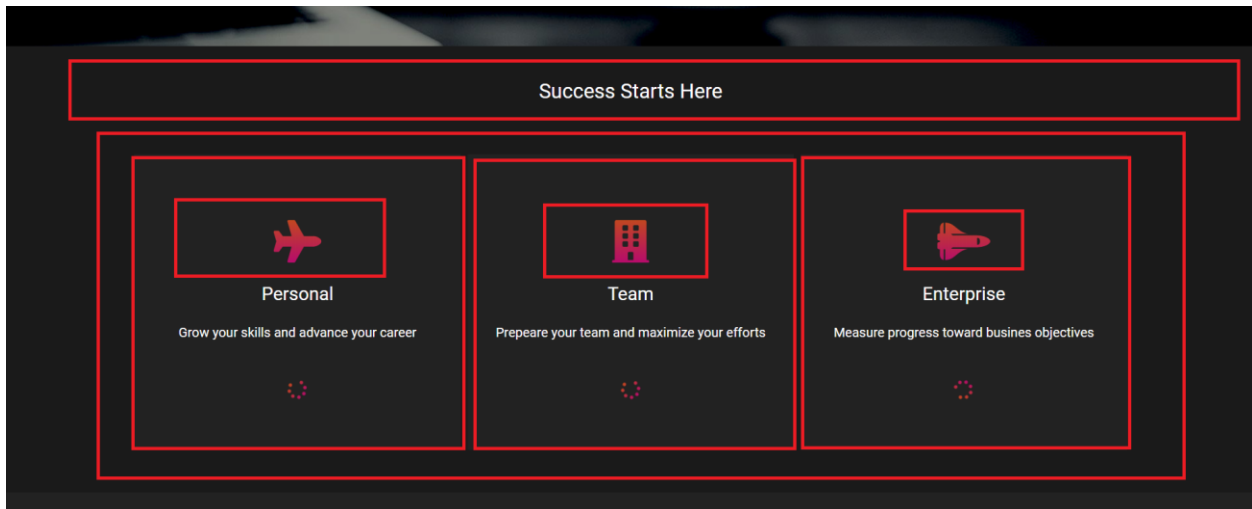 Success Starts Here
Personal
Grow your skills and advance your career
Team
Prepeare your team and maximize your efforts
Enterprise
Measure progress toward busines objectives